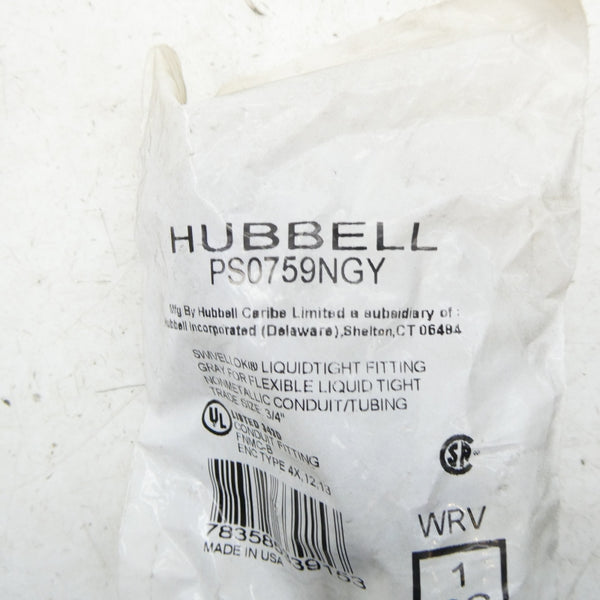 HUBBELL
PS0759NGY
Mfg By Hubbell Caribe Limited a subsidiary of :
Hubbell Incorporated (Delaware),Shelton,CT 06484
SWIVELLOK® LIQUIDTIGHT FITTING
GRAY FOR FLEXIBLE LIQUID TIGHT
NONMETALLIC CONDUIT/TUBING
TRADE SIZE 3/4"
UL
LISTED
CONDUIT FITTING
FNMC-B
ENC TYPE 4X,12,13
MADE IN USA
WRV
1